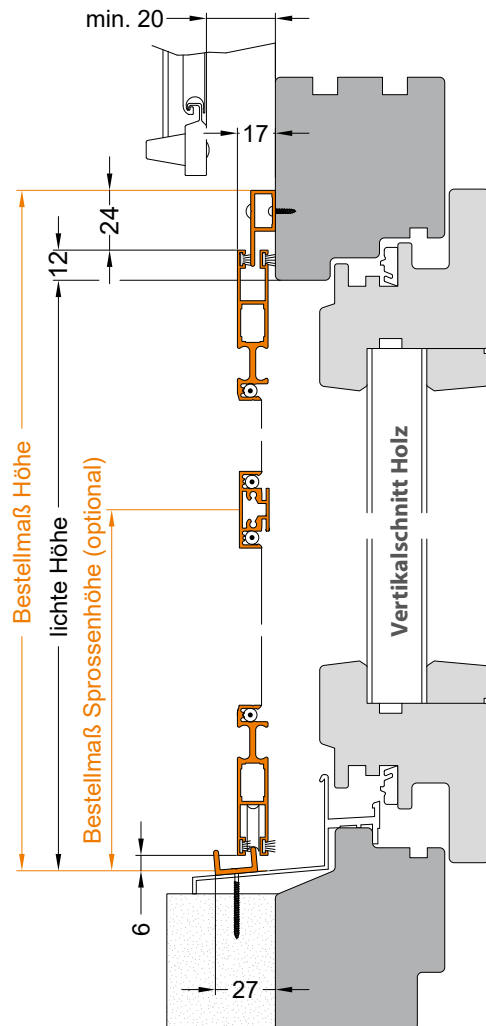 min. 20
17
24
12
Bestellmaß Höhe
lichte Höhe
Bestellmaß Sprossenhöhe (optional)
Vertikalschnitt Holz
6
27